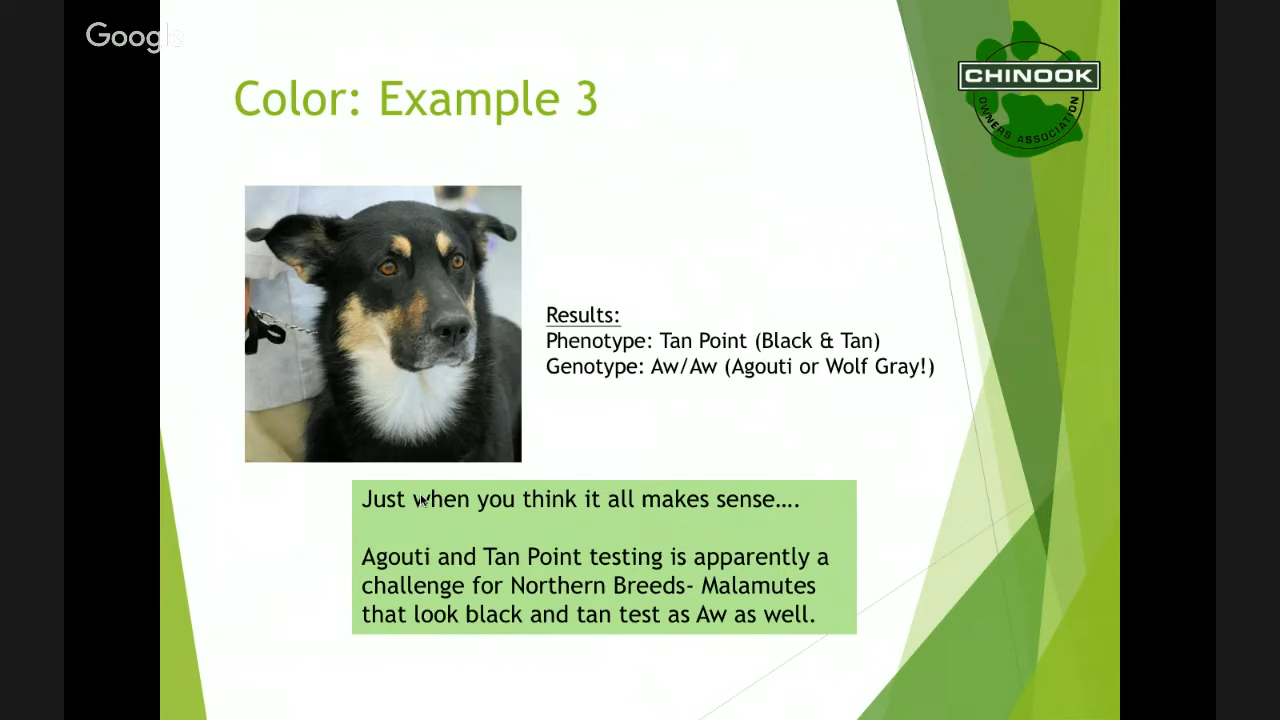 Google
CHINOOK
OWNERS ASSOCIATION
Color: Example 3
Results:
Phenotype: Tan Point (Black & Tan)
Genotype: Aw/Aw (Agouti or Wolf Gray!)
Just when you think it all makes sense….
Agouti and Tan Point testing is apparently a
challenge for Northern Breeds- Malamutes
that look black and tan test as Aw as well.